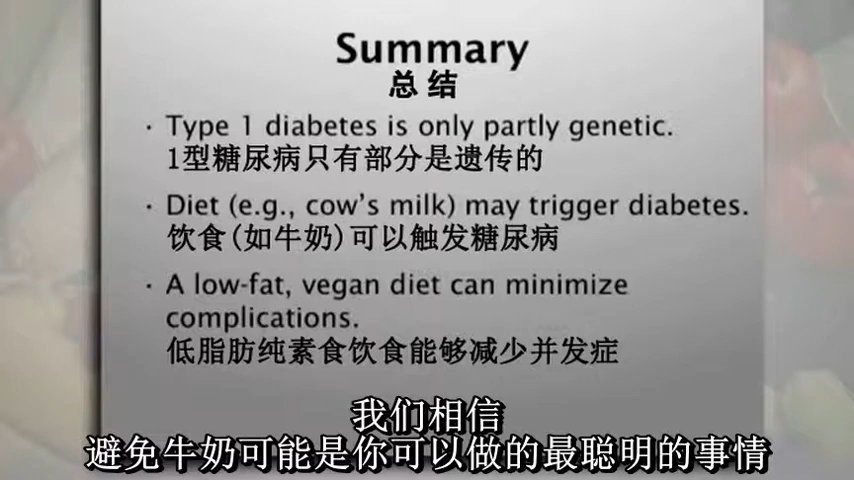 Summary
总结
· Type 1 diabetes is only partly genetic.
1型糖尿病只有部分是遗传的
· Diet (e.g., cow's milk) may trigger diabetes.
饮食(如牛奶)可以触发糖尿病
· A low-fat, vegan diet can minimize
complications.
低脂肪纯素食饮食能够减少并发症
我们相信
避免牛奶可能是你可以做的最聪明的事情